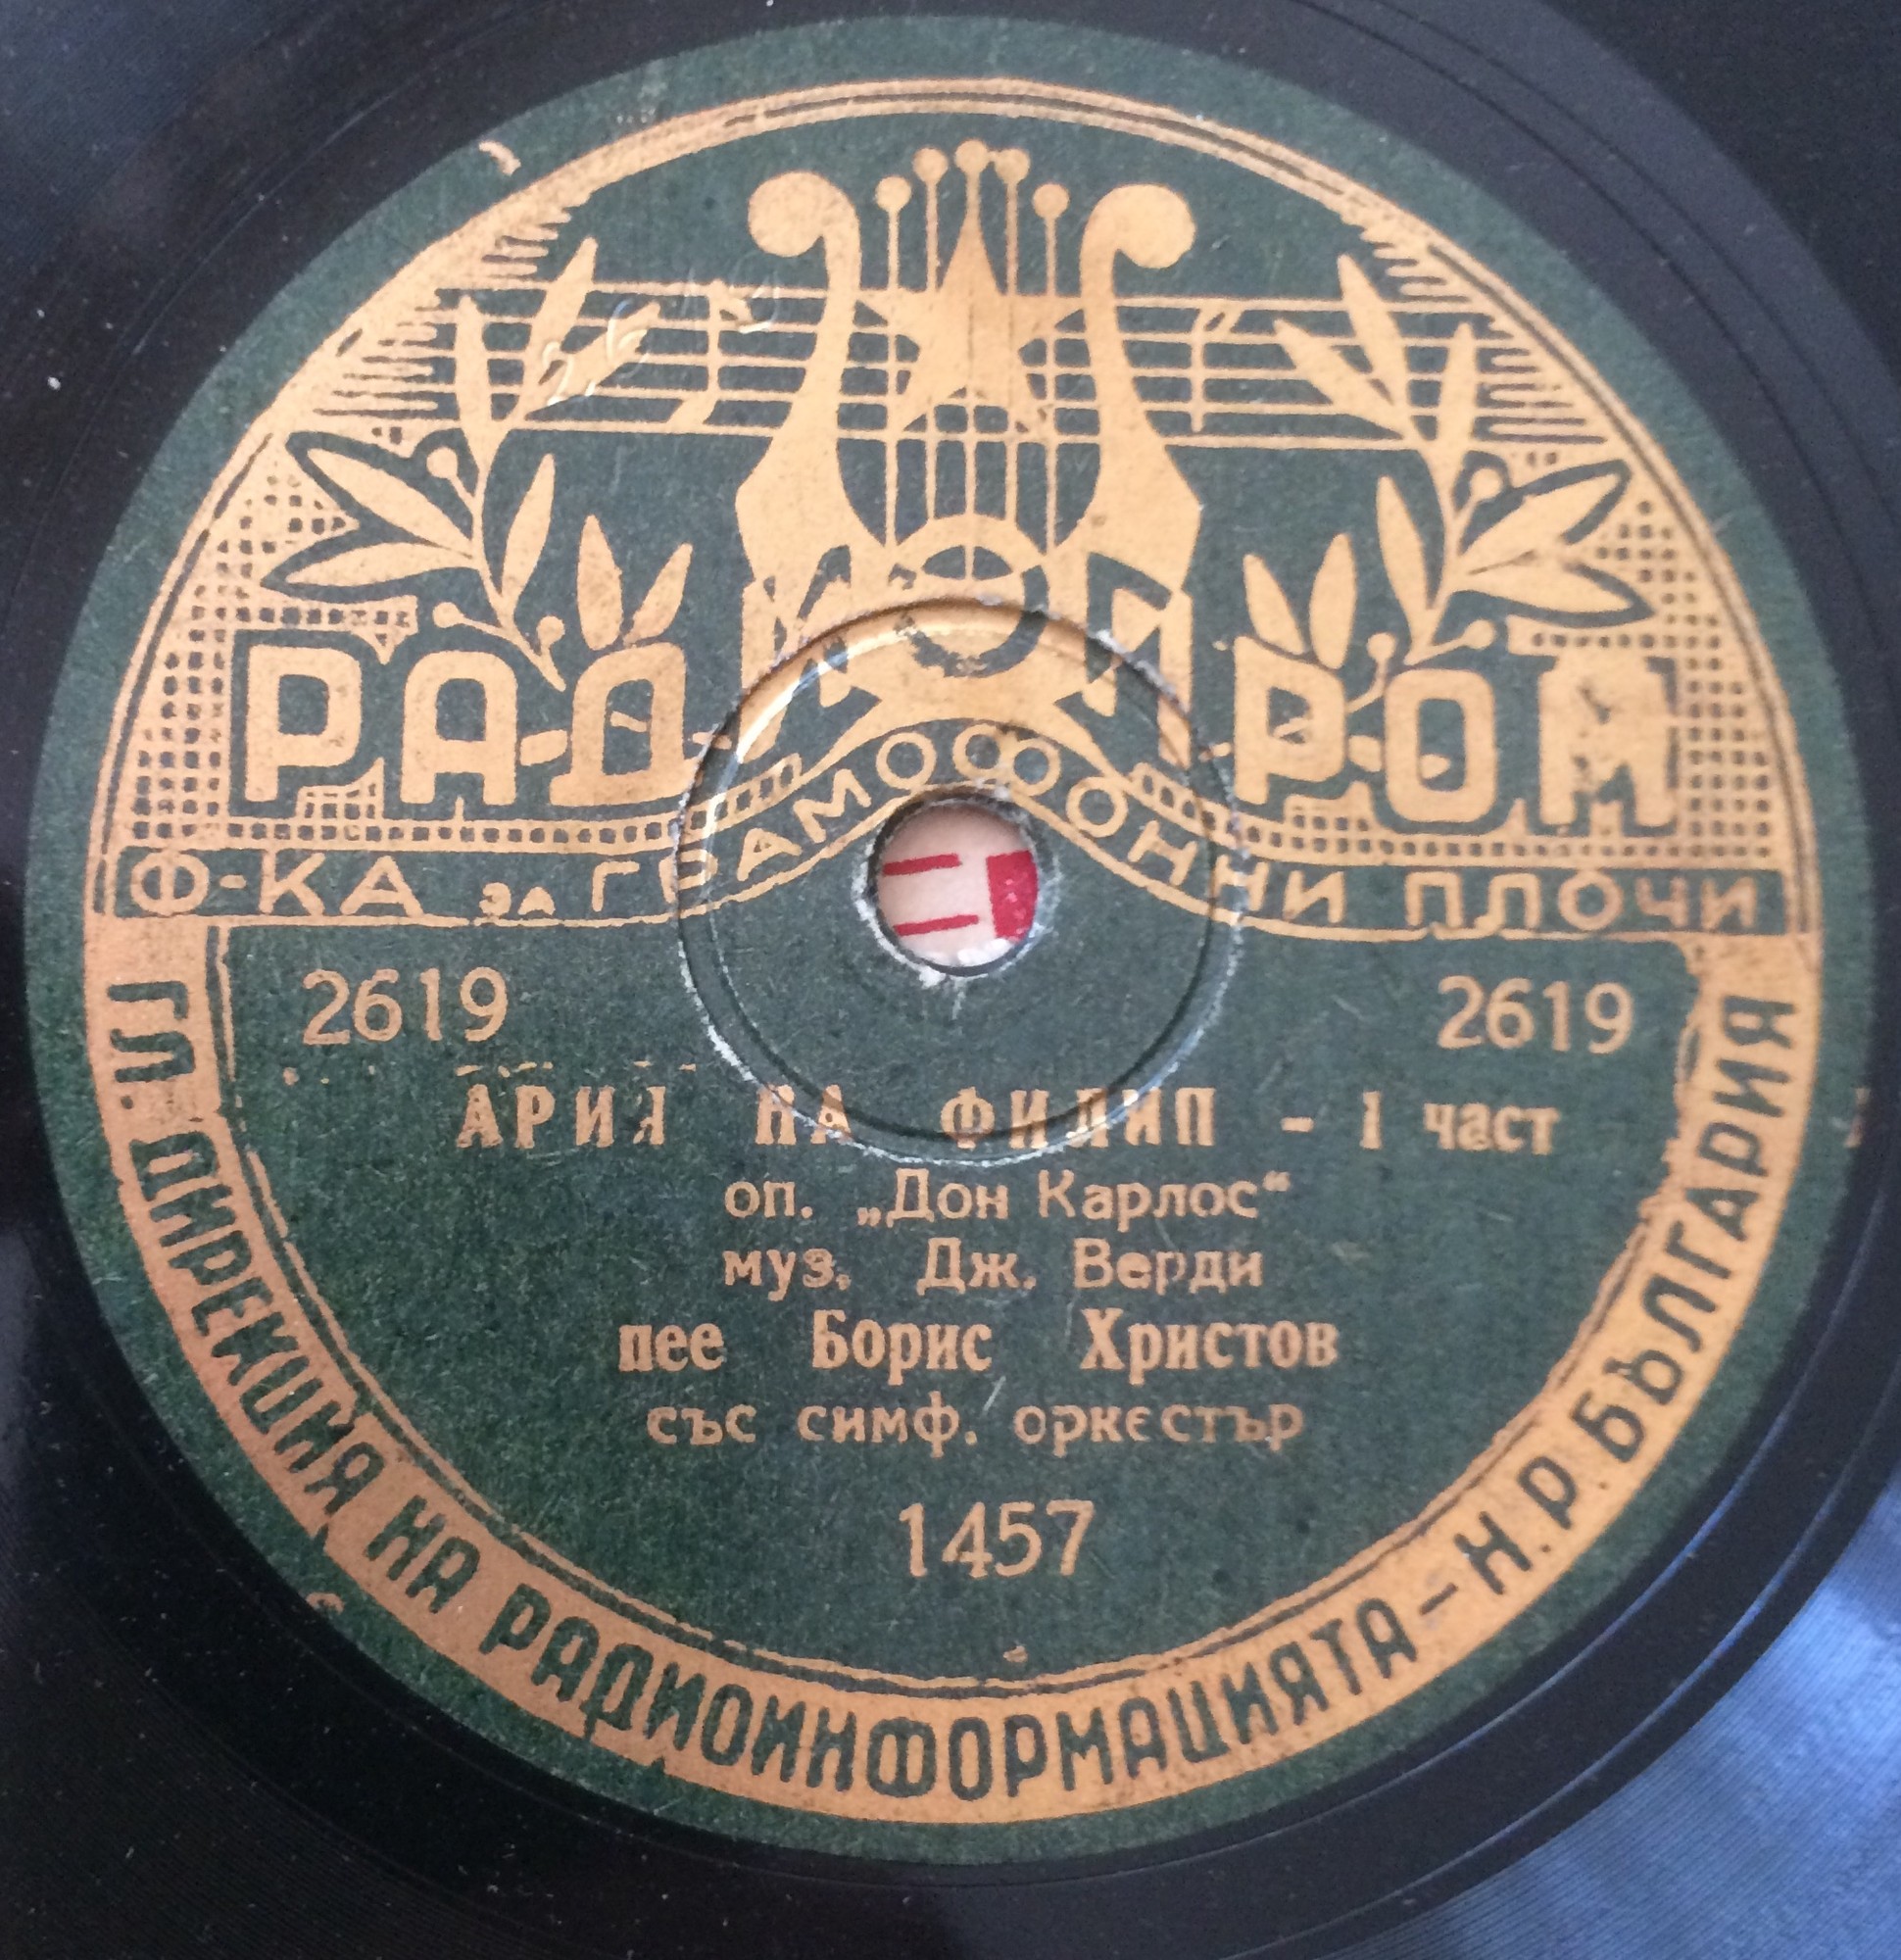 РАДИОПРОМ
Ф-КА ЗА ГРАМОФОННИ ПЛОЧИ
2619 2619
АРИЯ НА ФИЛИП - 1 част
оп. „Дон Карлос“
муз. Дж. Верди
пее Борис Христов
със симф. оркестър
1457
ГЛ. ДИРЕКЦИЯ НА РАДИОИНФОРМАЦИЯТА - Н.Р. БЪЛГАРИЯ